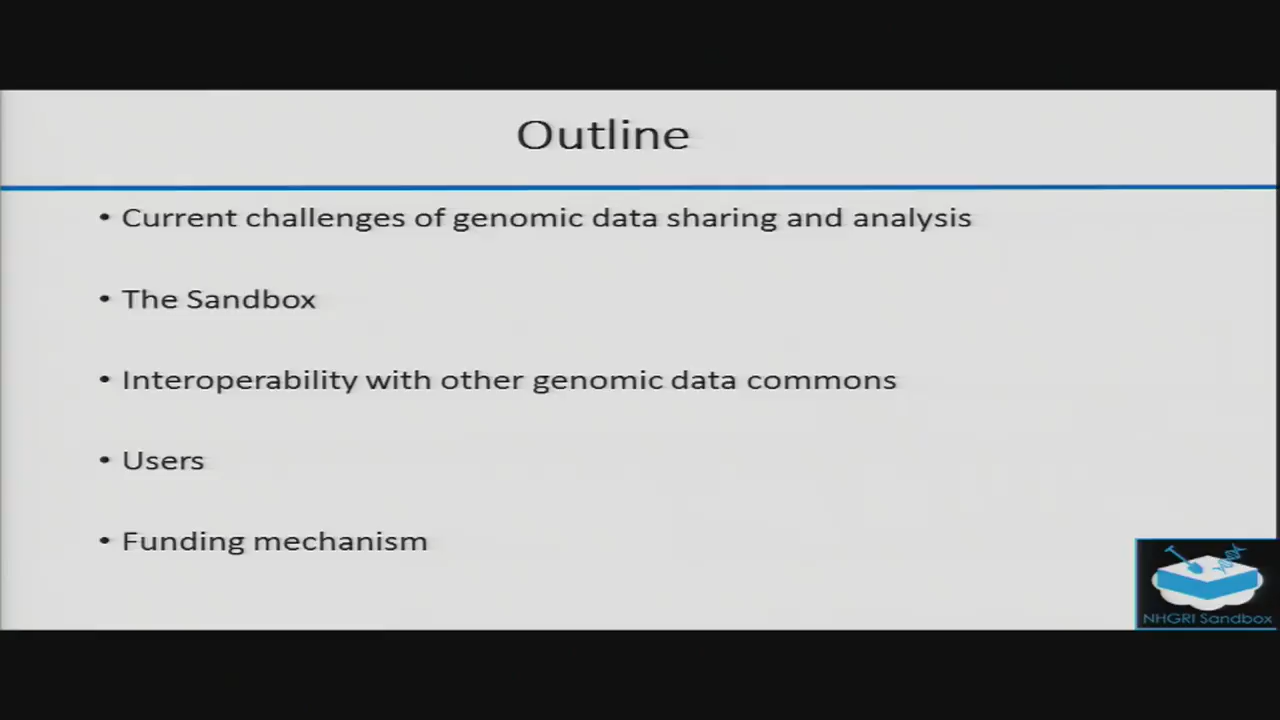 Outline
• Current challenges of genomic data sharing and analysis
• The Sandbox
• Interoperability with other genomic data commons
• Users
• Funding mechanism
NHGRI Sandbox